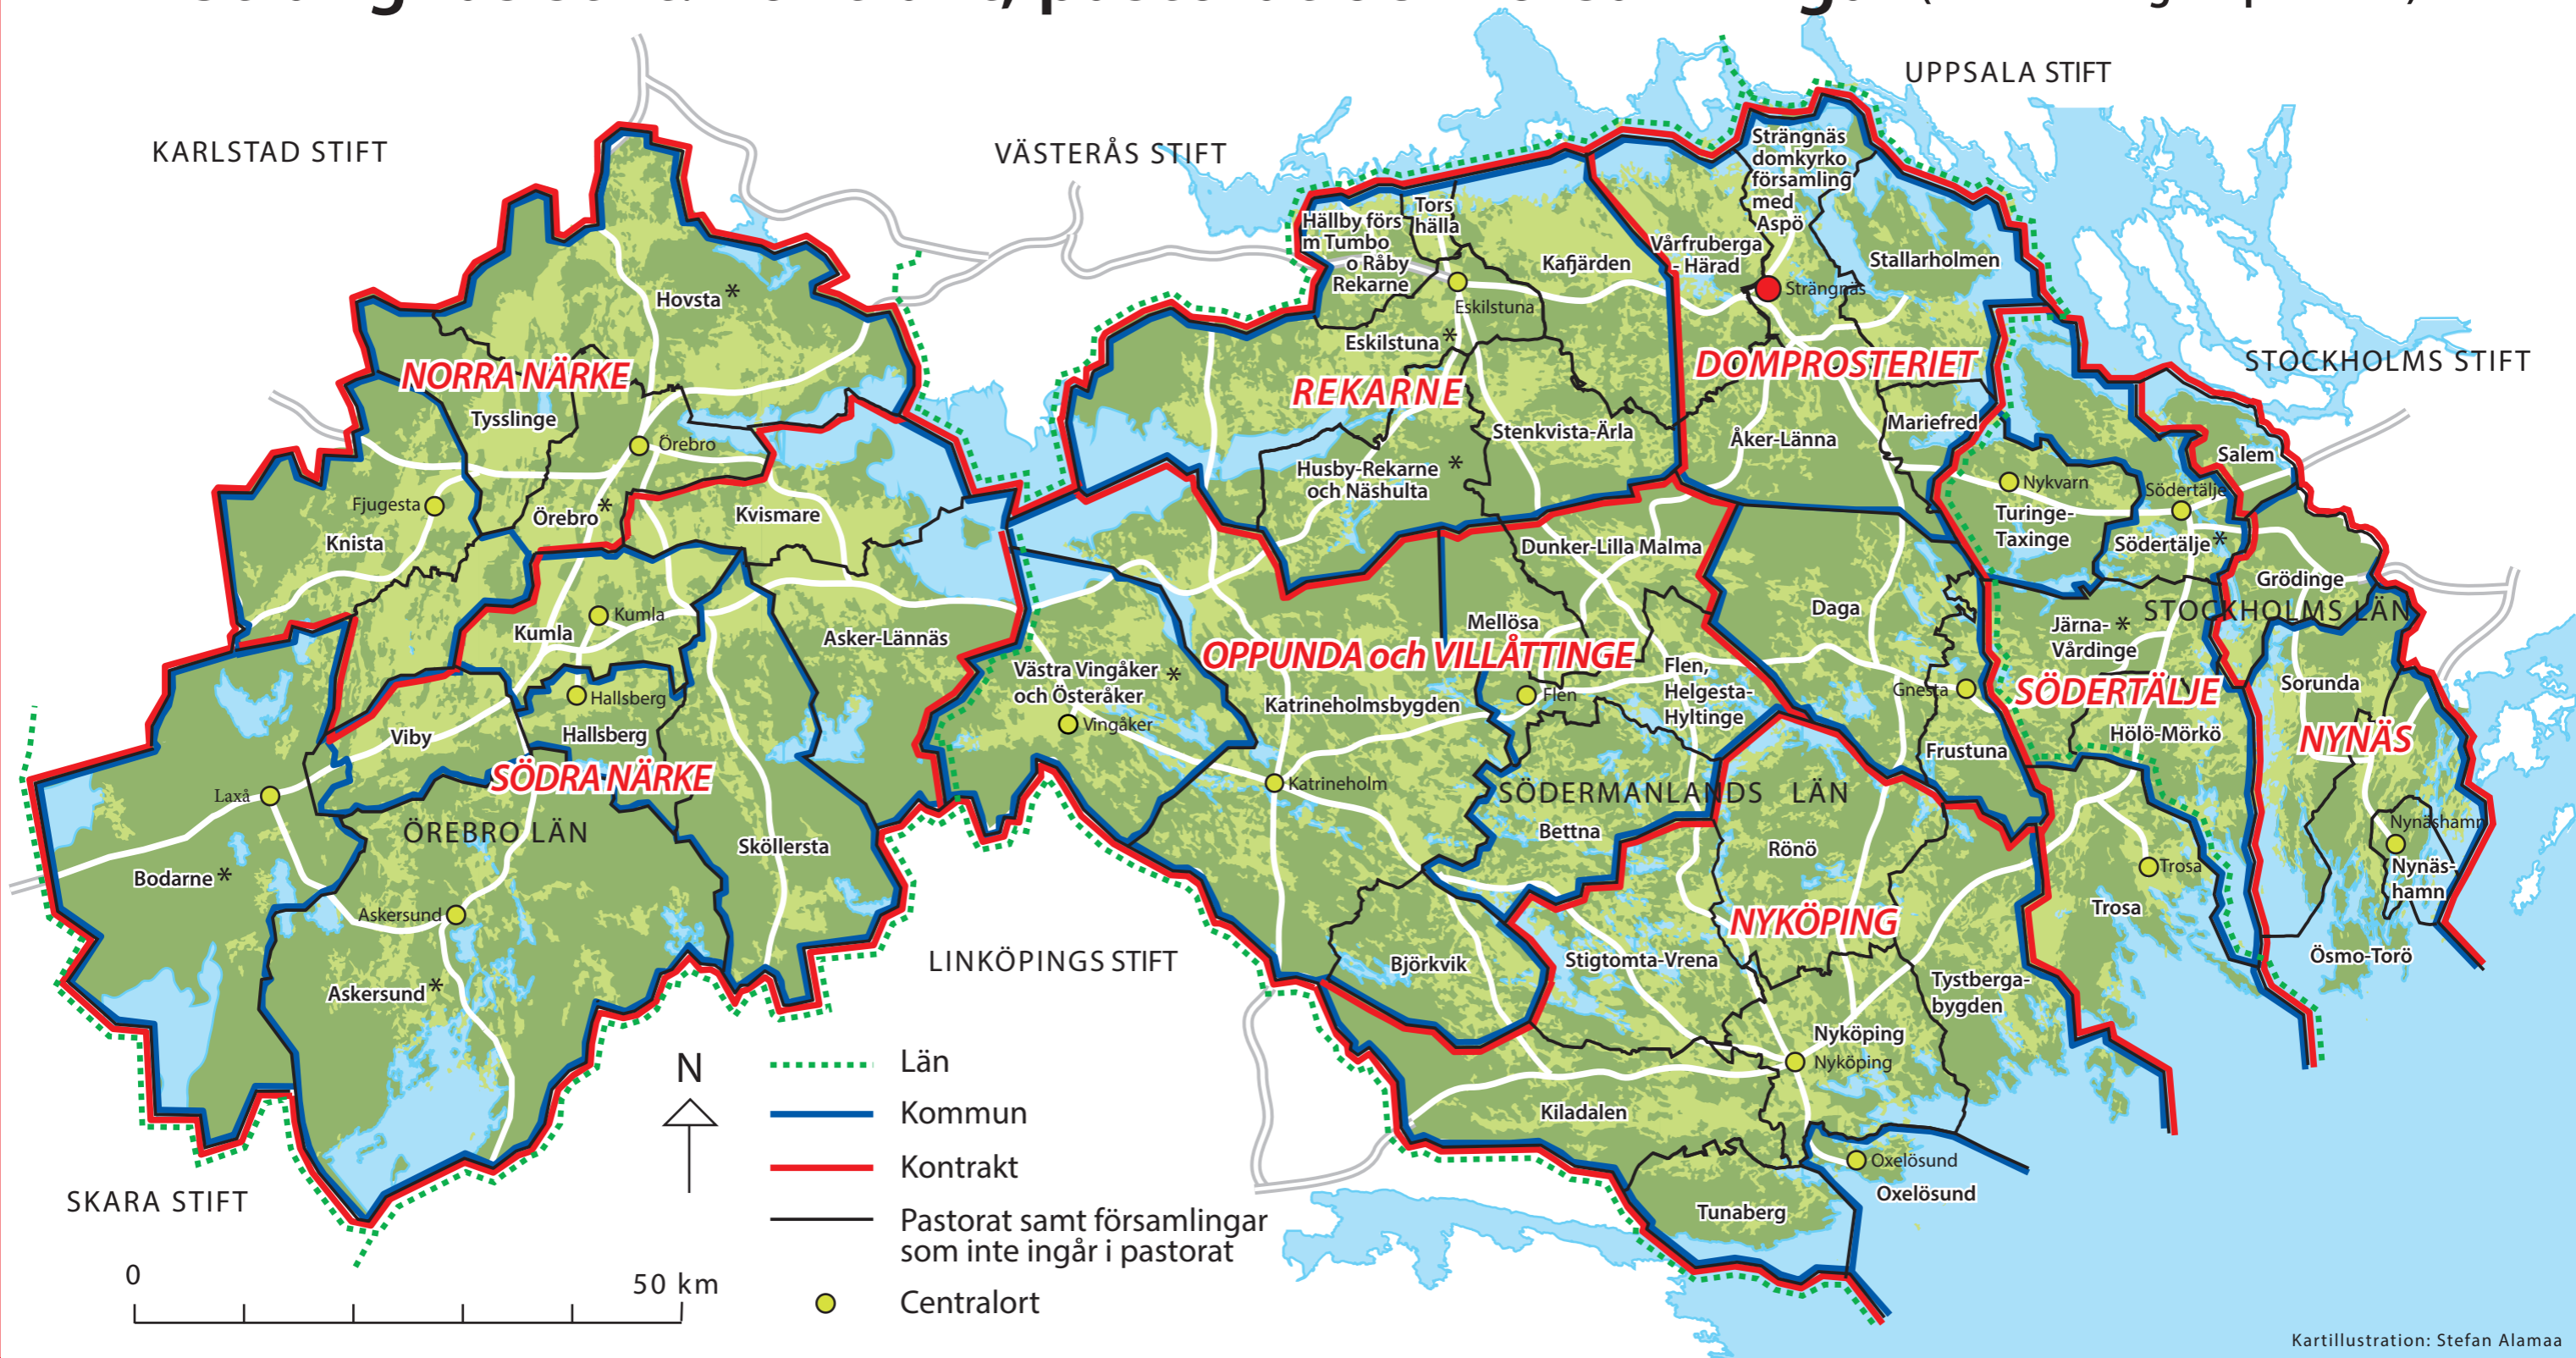 UPPSALA STIFT
KARLSTAD STIFT
VÄSTERÅS STIFT
STOCKHOLMS STIFT
LINKÖPINGS STIFT
SKARA STIFT
NORRA NÄRKE
Hovsta *
Tysslinge
Örebro
Örebro *
Fjugesta
Knista
Kvismare
SÖDRA NÄRKE
Kumla
Kumla
Asker-Lännäs
Hallsberg
Hallsberg
Viby
Laxå
ÖREBRO LÄN
Sköllersta
Bodarne *
Askersund
Askersund *
REKARNE
Hällby förs
m Tumbo
o Råby
Rekarne
Tors
hälla
Kafjärden
Eskilstuna
Eskilstuna *
Stenkvista-Ärla
Husby-Rekarne *
och Näshulta
DOMPROSTERIET
Strängnäs
domkyrko
församling
med
Aspö
Vårfruberga
- Härad
Stallarholmen
Strängnäs
Mariefred
Åker-Länna
Daga
Gnesta
Frustuna
OPPUNDA och VILLÅTTINGE
Dunker-Lilla Malma
Mellösa
Västra Vingåker *
och Österåker
Vingåker
Katrineholmsbygden
Katrineholm
Flen
Flen,
Helgesta-
Hyltinge
SÖDERMANLANDS LÄN
Bettna
Björkvik
NYKÖPING
Rönö
Stigtomta-Vrena
Tystberga-
bygden
Nyköping
Nyköping
Kiladalen
Tunaberg
Oxelösund
Oxelösund
SÖDERTÄLJE
Nykvarn
Turinge-
Taxinge
Södertälje
Södertälje *
Salem
Grödinge
STOCKHOLMS LÄN
Järna- *
Vårdinge
Hölö-Mörkö
Trosa
Trosa
NYNÄS
Sorunda
Nynäshamn
Nynäs-
hamn
Ösmo-Torö
N
Län
Kommun
Kontrakt
Pastorat samt församlingar
som inte ingår i pastorat
Centralort
0
50 km
Kartillustration: Stefan Alamaa